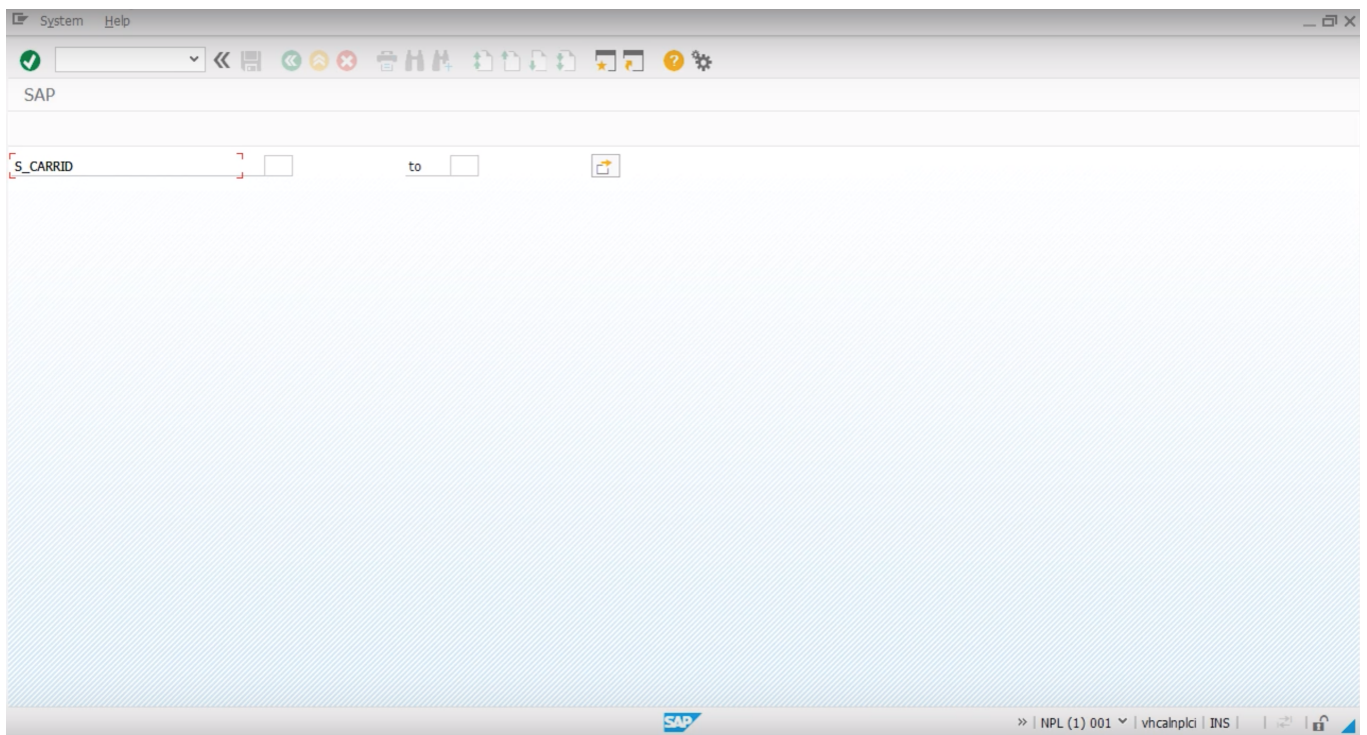 System Help
SAP
S_CARRID to
SAP » | NPL (1) 001 | vhcalnplci | INS |